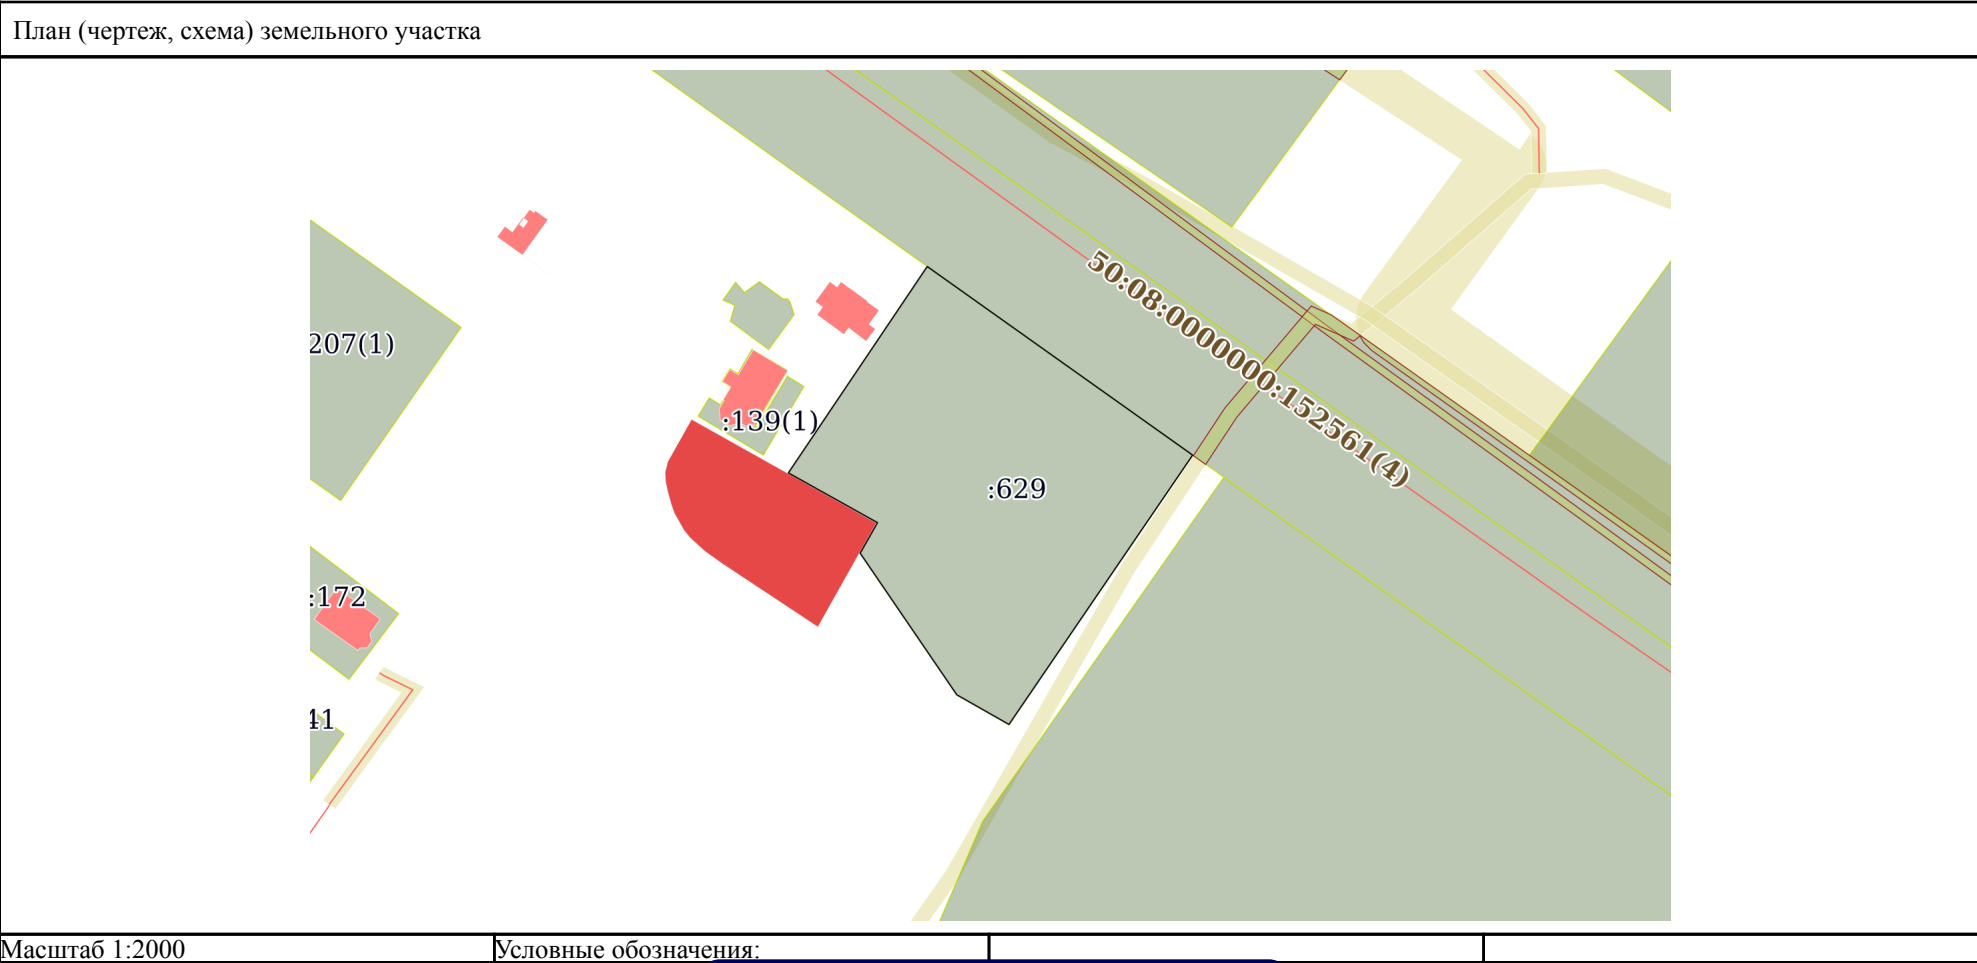 План (чертеж, схема) земельного участка
50:08:0000000:152561(4)
207(1)
:139(1)
:629
:172
41
Масштаб 1:2000
Условные обозначения: